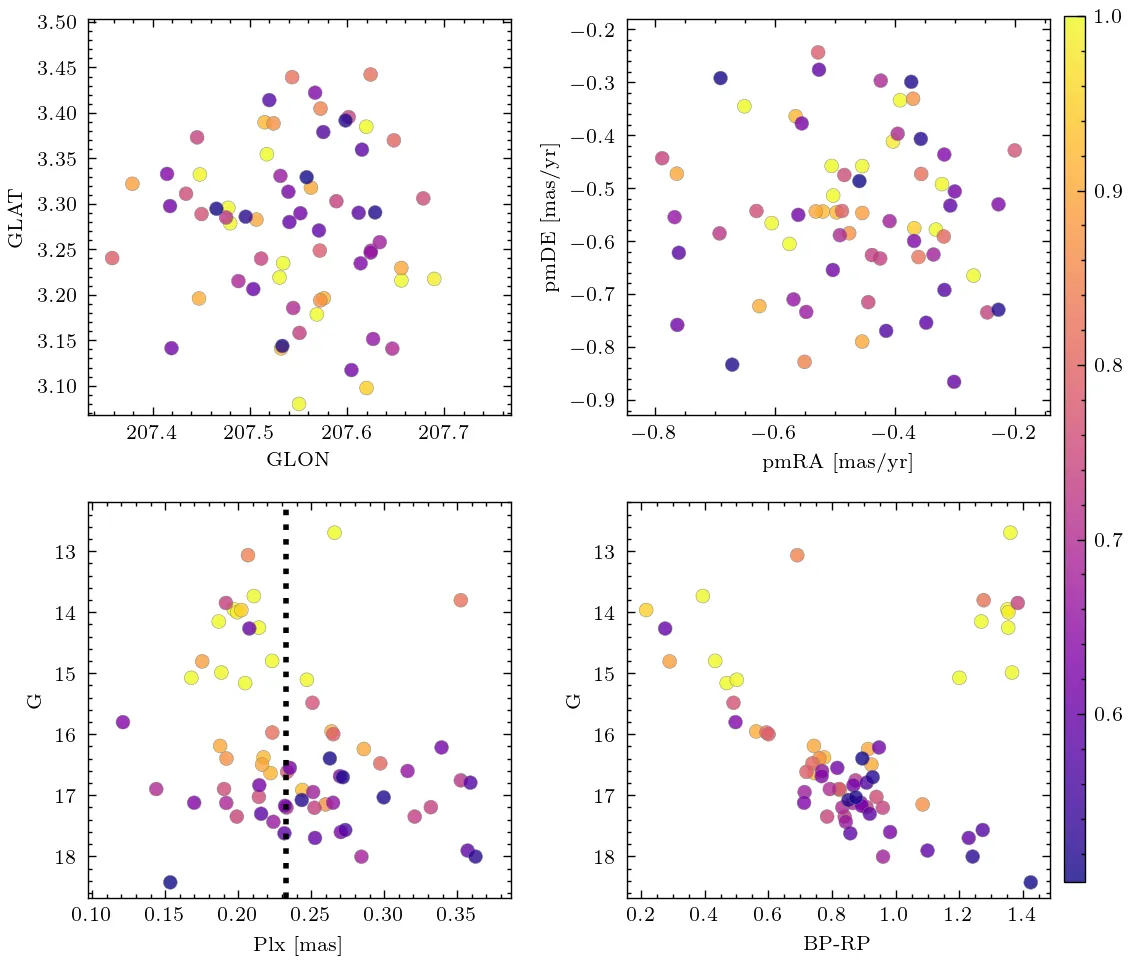 3.50
3.45
3.40
3.35
3.30
3.25
3.20
3.15
3.10
GLAT
207.4 207.5 207.6 207.7
GLON
−0.2
−0.3
−0.4
−0.5
−0.6
−0.7
−0.8
−0.9
pmDE [mas/yr]
−0.8 −0.6 −0.4 −0.2
pmRA [mas/yr]
1.0
0.9
0.8
0.7
0.6
13
14
15
16
17
18
G
0.10 0.15 0.20 0.25 0.30 0.35
Plx [mas]
13
14
15
16
17
18
G
0.2 0.4 0.6 0.8 1.0 1.2 1.4
BP-RP